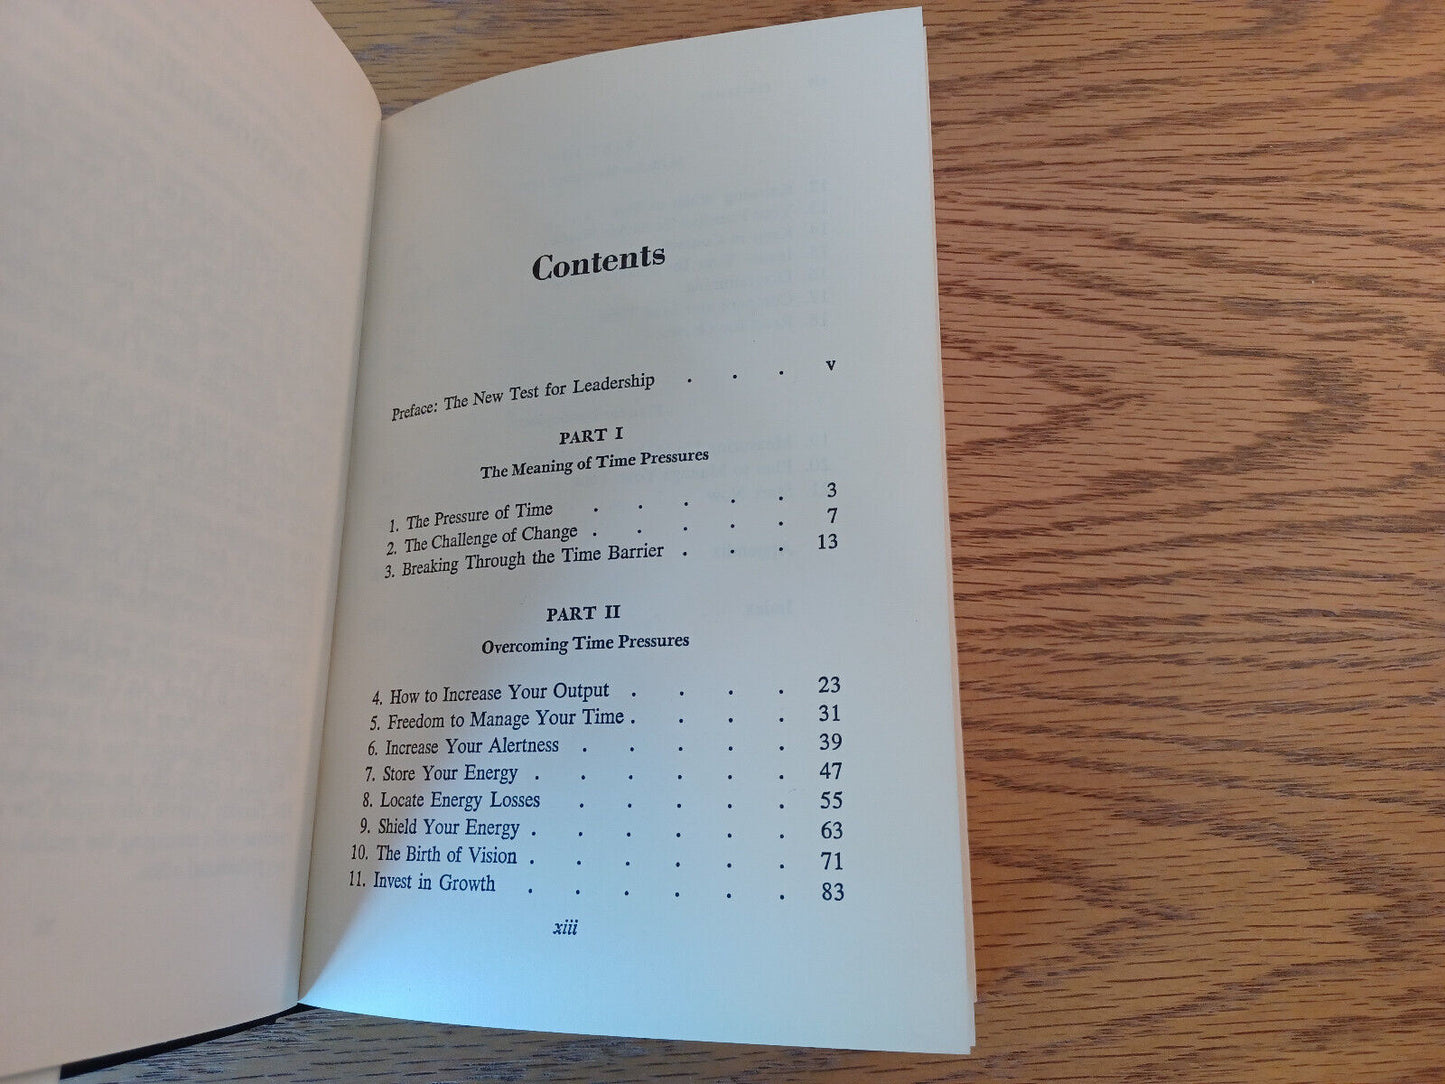 Contents
Preface: The New Test for Leadership . . . v
PART I
The Meaning of Time Pressures
1. The Pressure of Time . . . . . 3
2. The Challenge of Change . . . . . 7
3. Breaking Through the Time Barrier . . . 13
PART II
Overcoming Time Pressures
4. How to Increase Your Output . . . . 23
5. Freedom to Manage Your Time . . . . 31
6. Increase Your Alertness . . . . . 39
7. Store Your Energy . . . . . . 47
8. Locate Energy Losses . . . . . 55
9. Shield Your Energy . . . . . . 63
10. The Birth of Vision . . . . . . 71
11. Invest in Growth . . . . . . 83
xiii